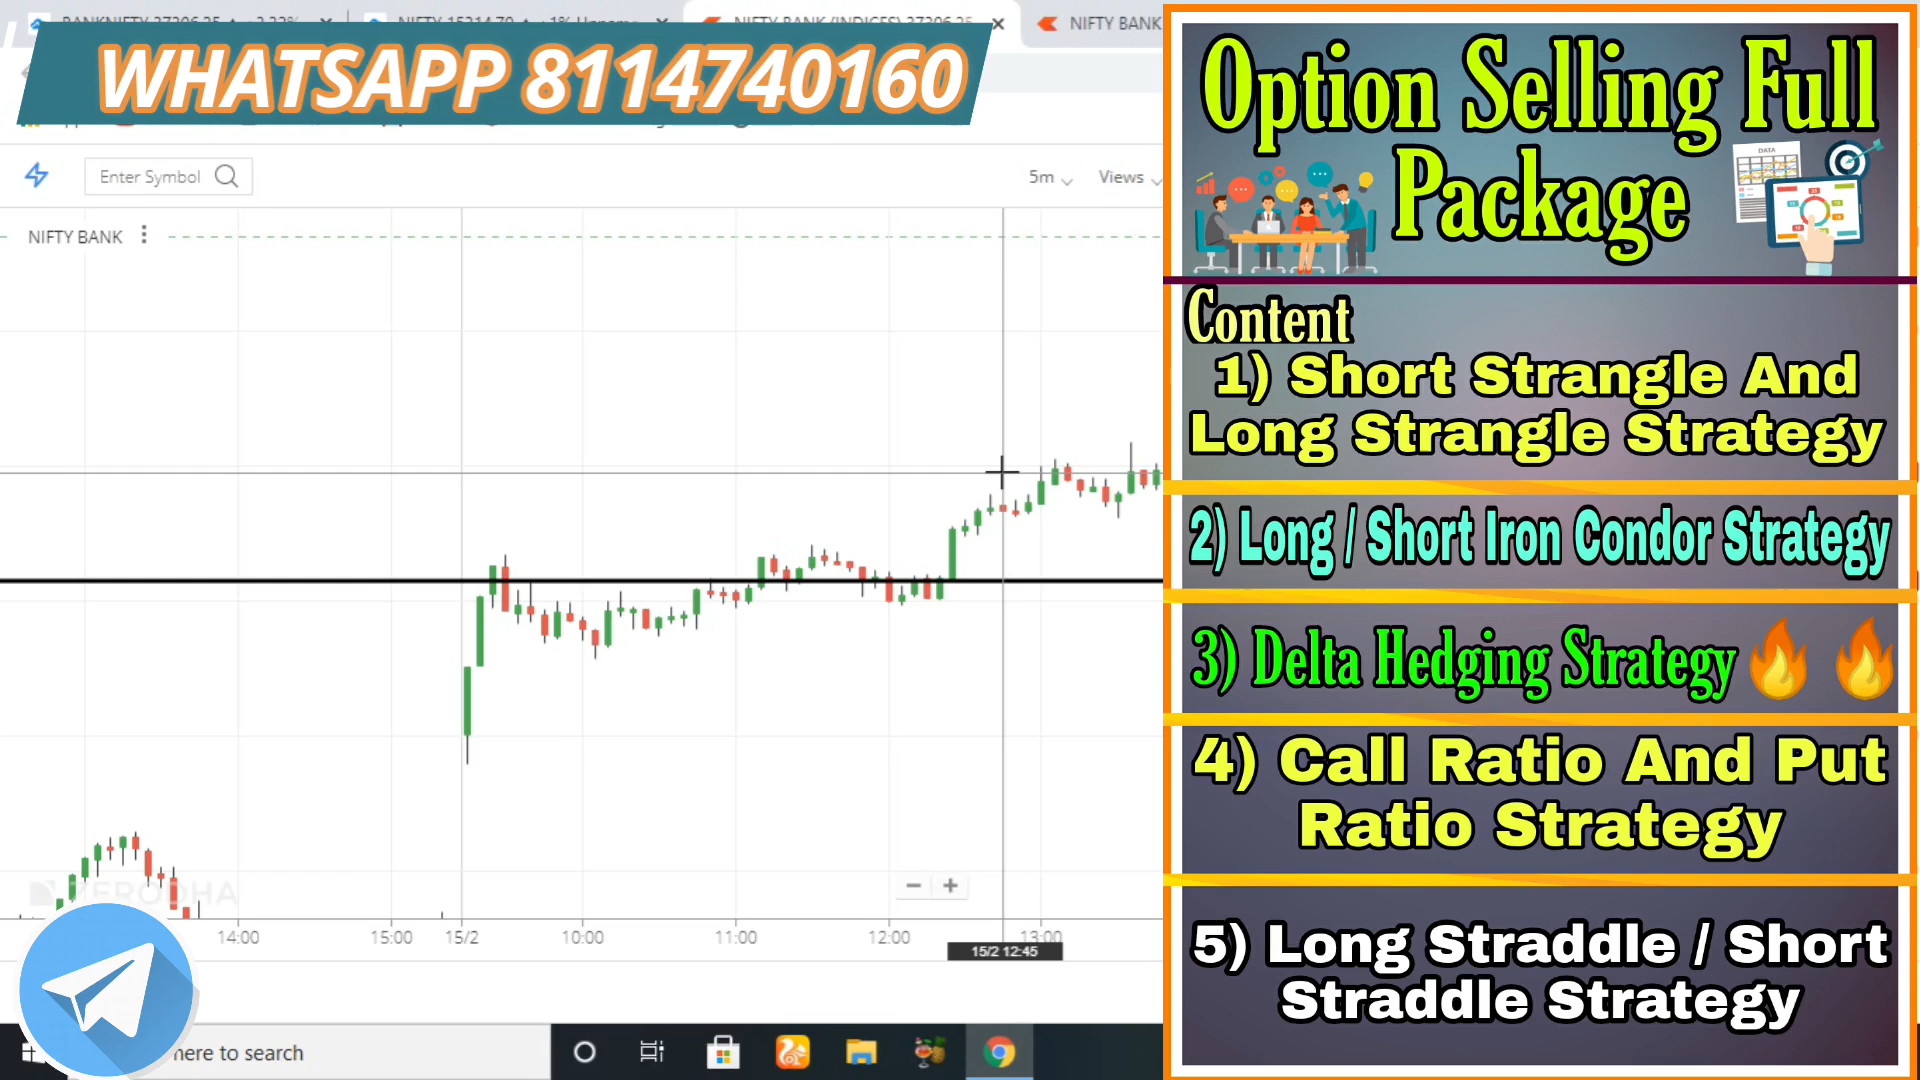 WHATSAPP 8114740160
Enter Symbol
5m
Views
NIFTY BANK
NIFTY BANK
ZERODHA
14:00
15:00
15/2
10:00
11:00
12:00
13:00
15/2 12:45
here to search
Option Selling Full
Package
DATA
Content
1) Short Strangle And
Long Strangle Strategy
2) Long / Short Iron Condor Strategy
3) Delta Hedging Strategy
4) Call Ratio And Put
Ratio Strategy
5) Long Straddle / Short
Straddle Strategy